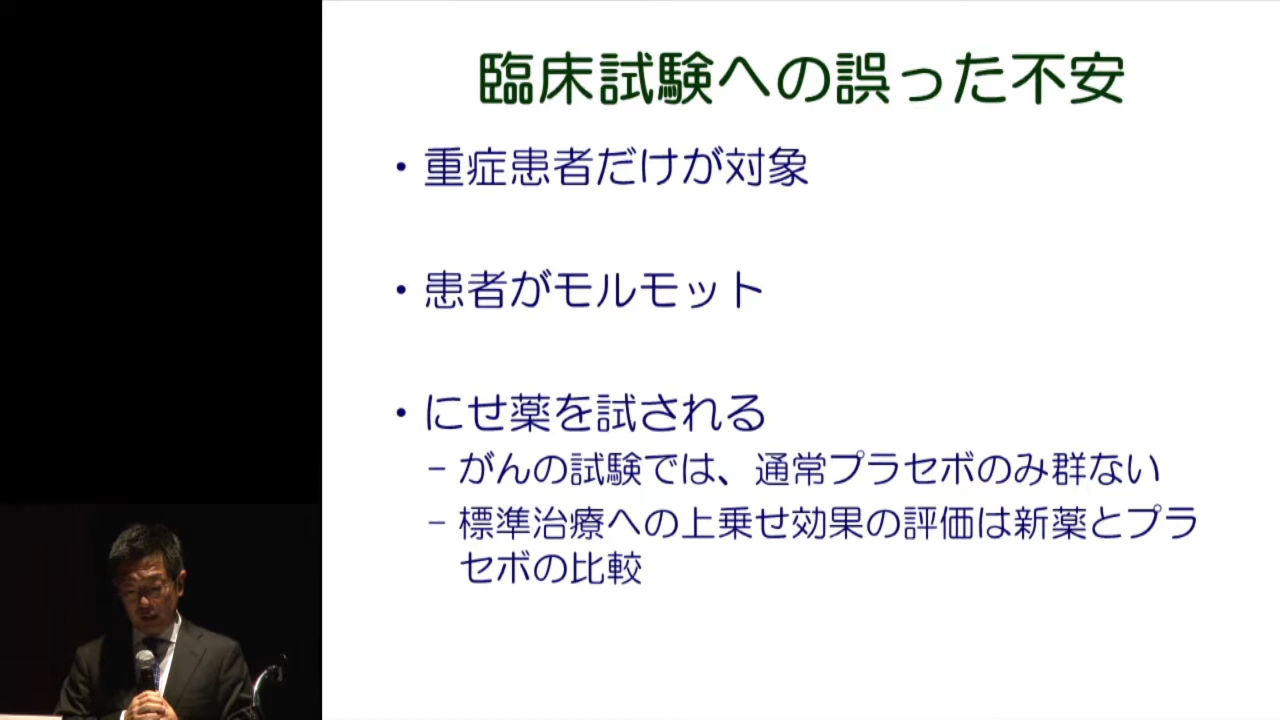 臨床試験への誤った不安
・重症患者だけが対象
・患者がモルモット
・にせ薬を試される
− がんの試験では、通常プラセボのみ群ない
− 標準治療への上乗せ効果の評価は新薬とプラ
セボの比較